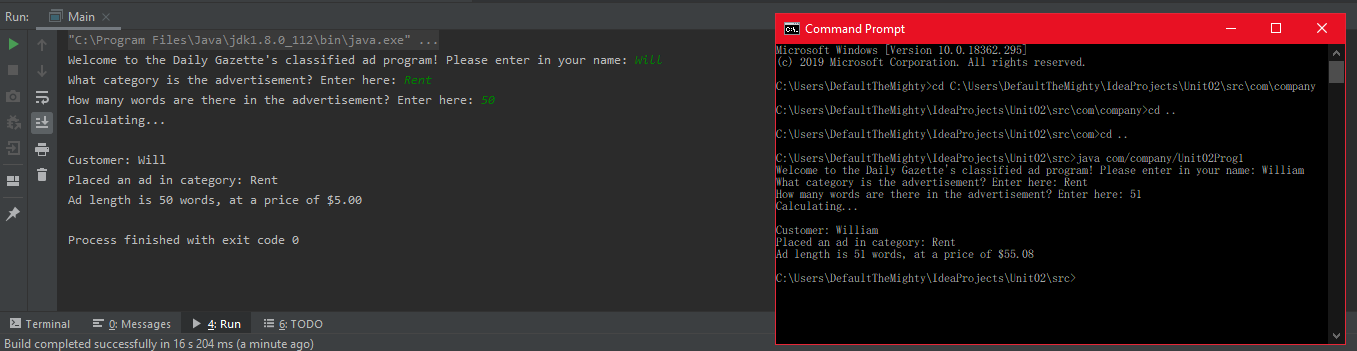 Run: Main
"C:\Program Files\Java\jdk1.8.0_112\bin\java.exe" ...
Welcome to the Daily Gazette's classified ad program! Please enter in your name: Will
What category is the advertisement? Enter here: Rent
How many words are there in the advertisement? Enter here: 50
Calculating...
Customer: Will
Placed an ad in category: Rent
Ad length is 50 words, at a price of $5.00
Process finished with exit code 0
Terminal 0: Messages 4: Run 6: TODO
Build completed successfully in 16 s 204 ms (a minute ago)
Command Prompt
Microsoft Windows [Version 10.0.18362.295]
(c) 2019 Microsoft Corporation. All rights reserved.
C:\Users\DefaultTheMighty>cd C:\Users\DefaultTheMighty\IdeaProjects\Unit02\src\com\company
C:\Users\DefaultTheMighty\IdeaProjects\Unit02\src\com\company>cd ..
C:\Users\DefaultTheMighty\IdeaProjects\Unit02\src\com>cd ..
C:\Users\DefaultTheMighty\IdeaProjects\Unit02\src>java com/company/Unit02Prog1
Welcome to the Daily Gazette's classified ad program! Please enter in your name: William
What category is the advertisement? Enter here: Rent
How many words are there in the advertisement? Enter here: 51
Calculating...
Customer: William
Placed an ad in category: Rent
Ad length is 51 words, at a price of $55.08
C:\Users\DefaultTheMighty\IdeaProjects\Unit02\src>